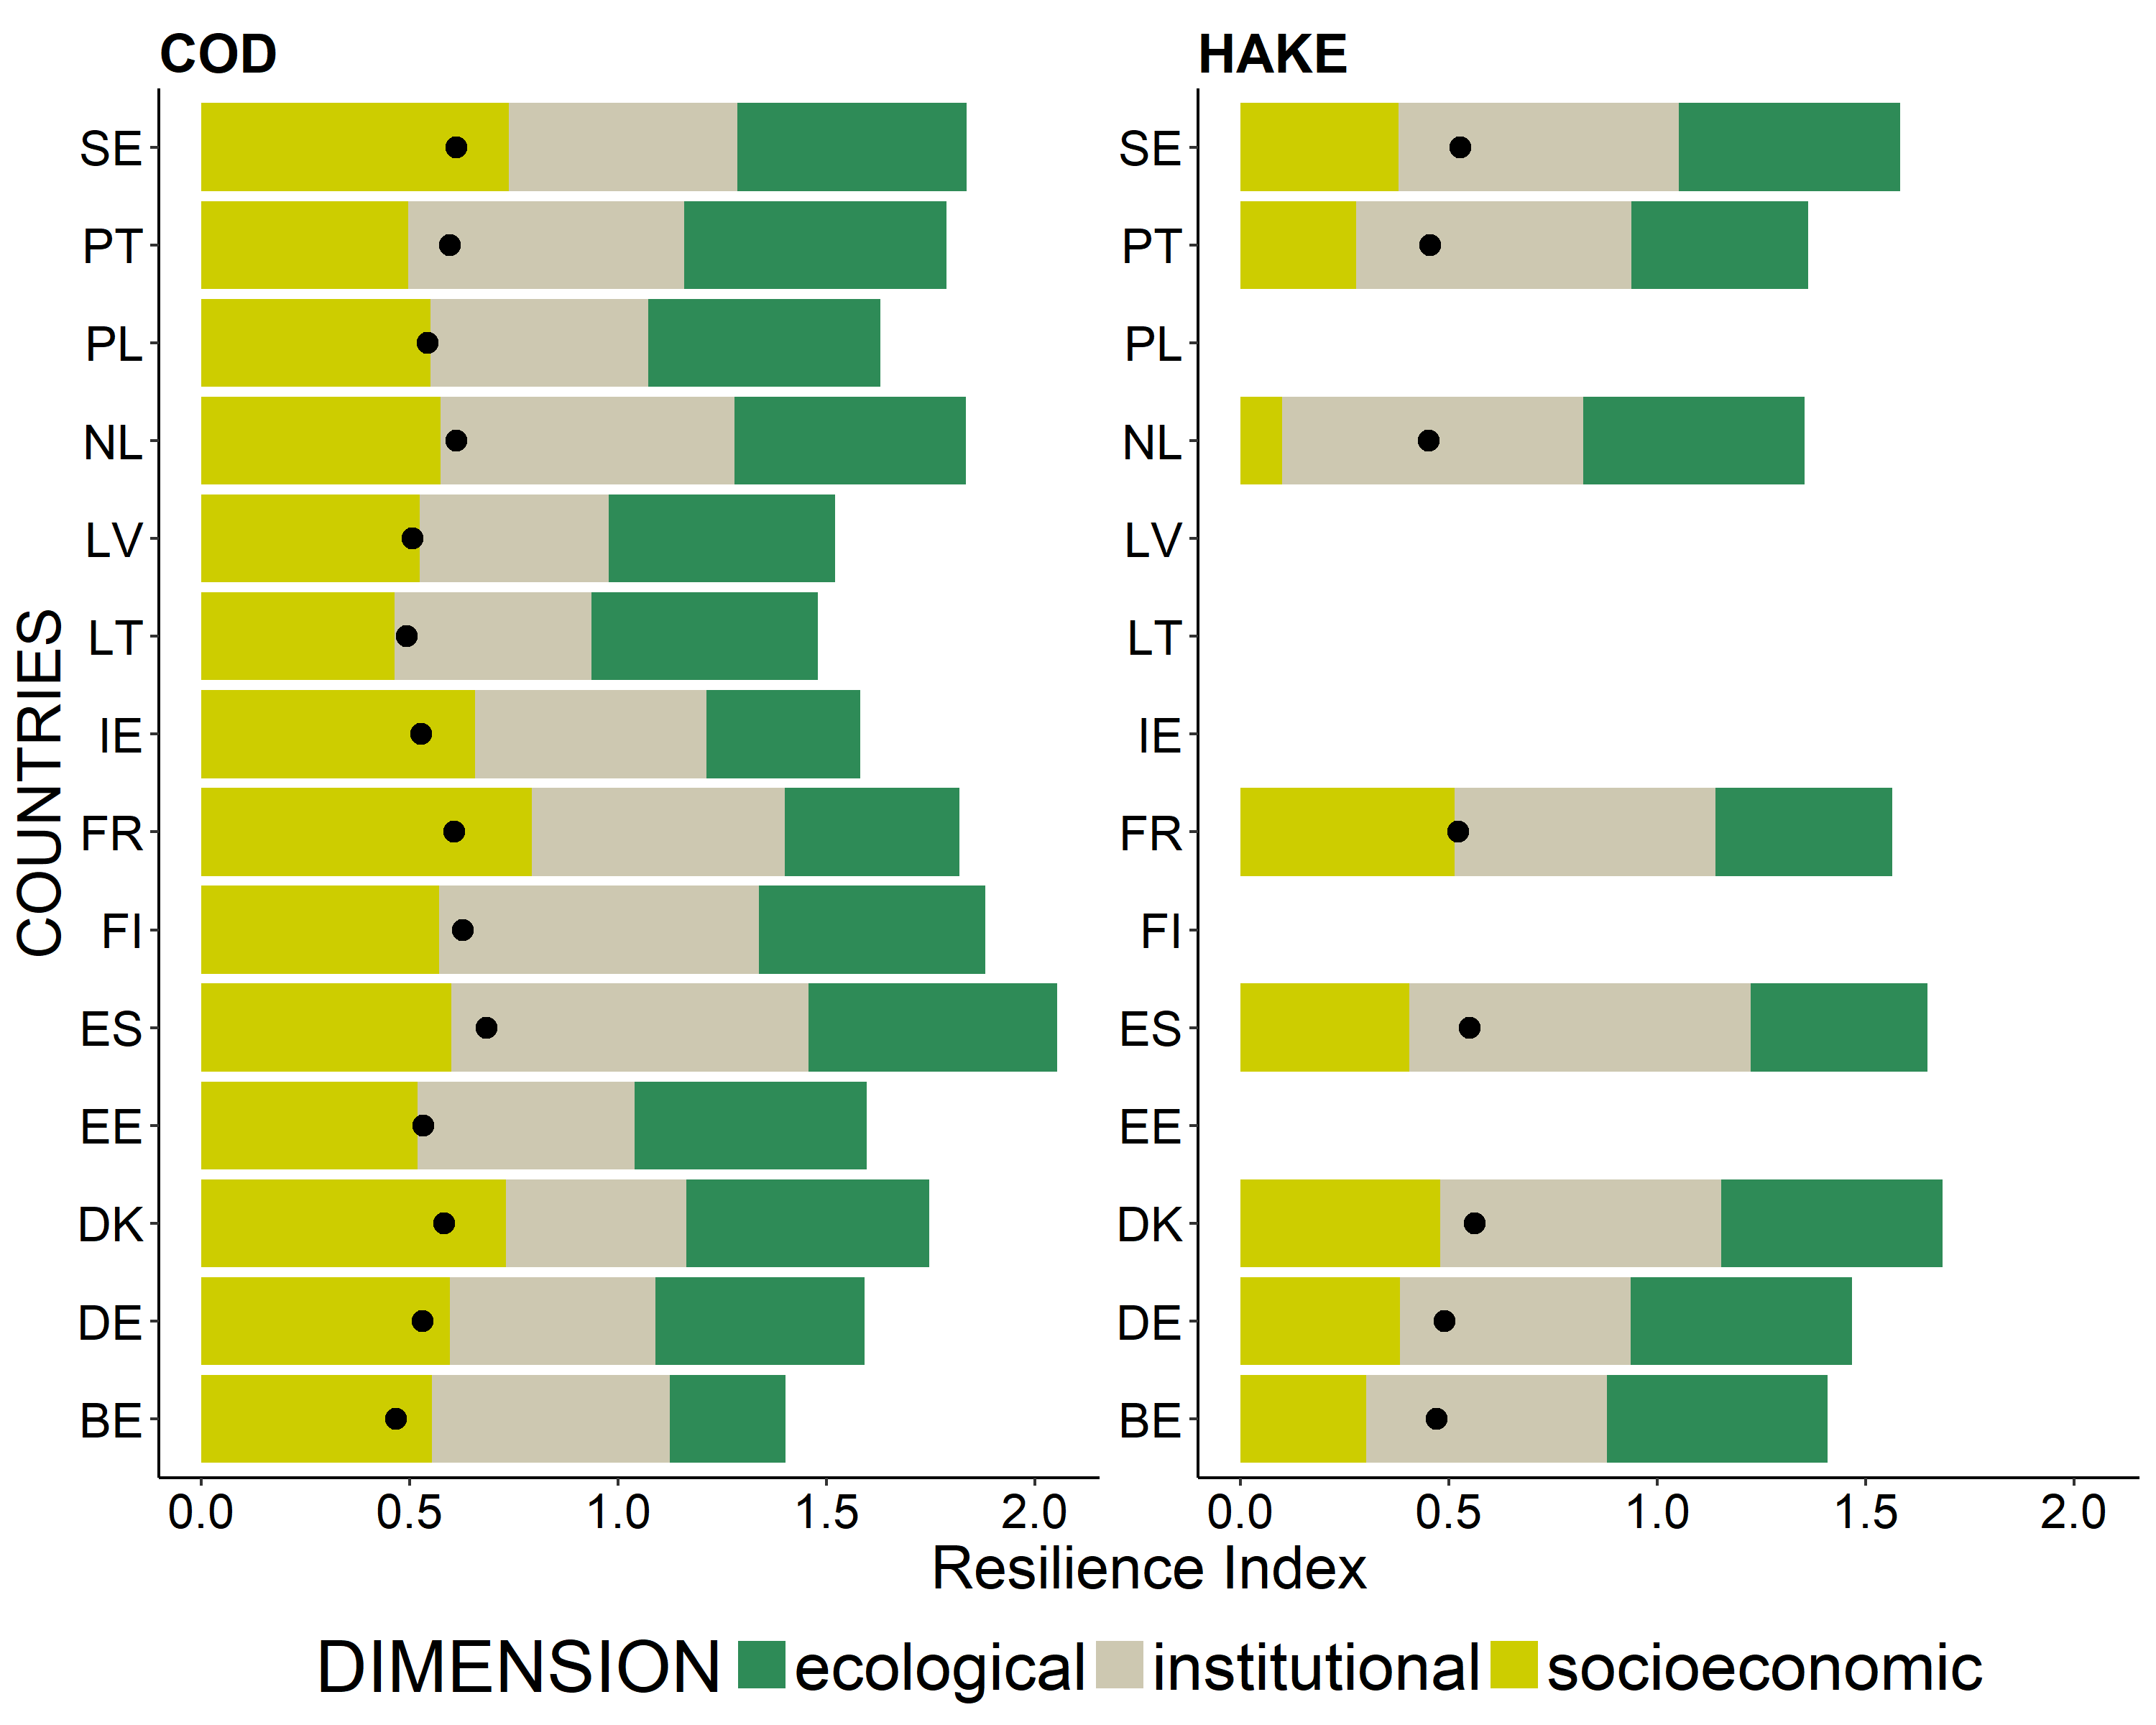 COD
HAKE
COUNTRIES
SE
PT
PL
NL
LV
LT
IE
FR
FI
ES
EE
DK
DE
BE
0.0 0.5 1.0 1.5 2.0
SE
PT
PL
NL
LV
LT
IE
FR
FI
ES
EE
DK
DE
BE
0.0 0.5 1.0 1.5 2.0
Resilience Index
DIMENSION ecological institutional socioeconomic